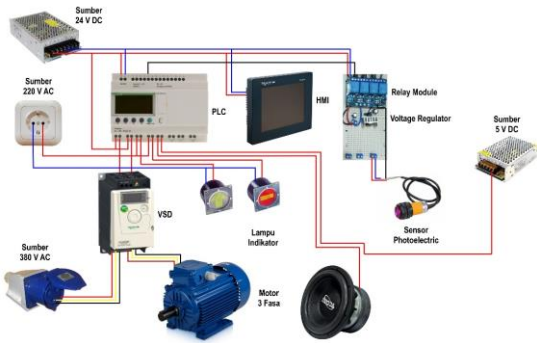 Sumber
24 V DC
Sumber
220 V AC
PLC
HMI
Relay Module
Voltage Regulator
Sumber
5 V DC
VSD
Lampu
Indikator
Sensor
Photoelectric
Sumber
380 V AC
Motor
3 Fasa